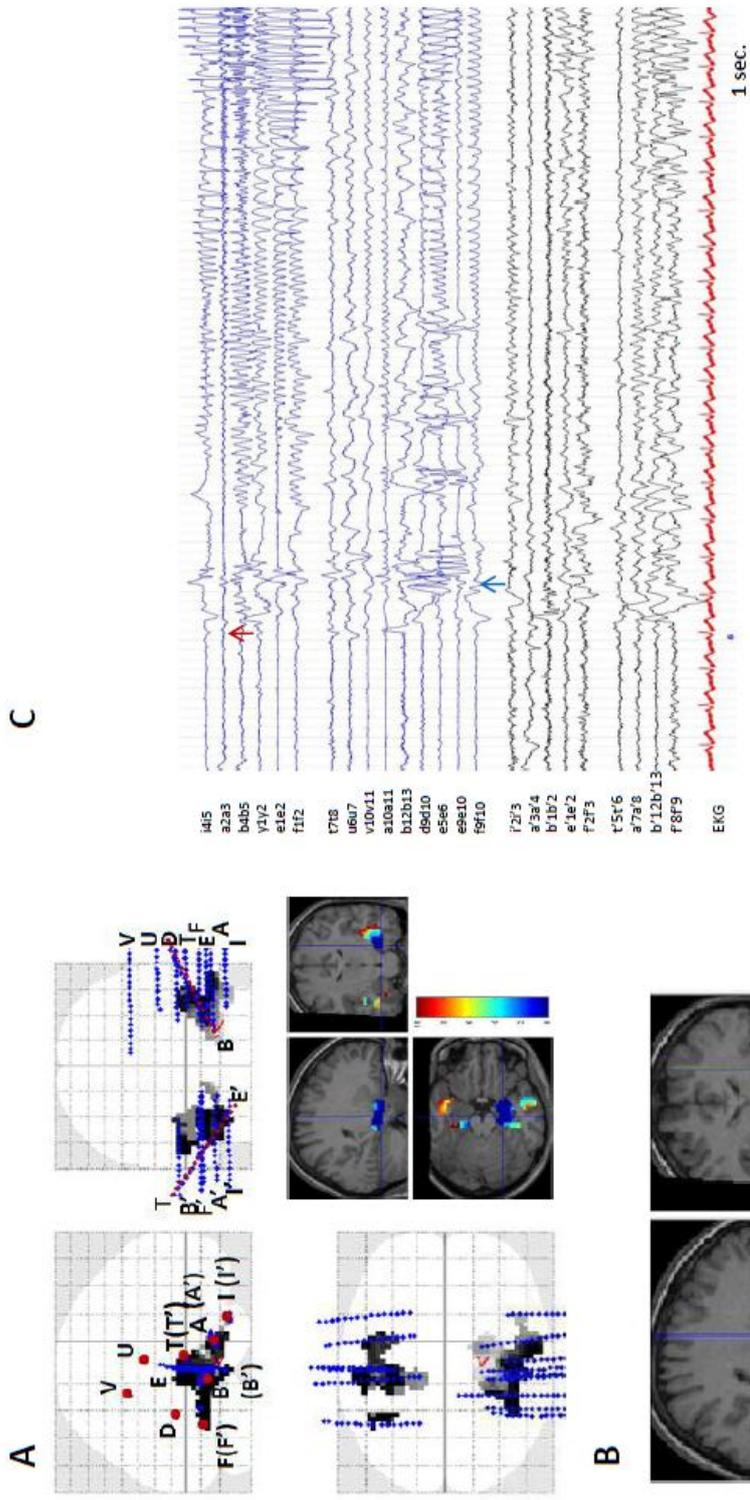 A
V
U
D
E
T(T')
A
(A')
I (I')
B
(B')
F(F')
T
B'
F'
A'
I'
E'
V
U
D
T
F
E
A
I
B
B
C
i4i5
a2a3
b4b5
y1y2
e1e2
f1f2
t7t8
u6u7
v10v11
a10a11
b12b13
d9d10
e5e6
e9e10
f9f10
i'2i'3
a'3a'4
b'1b'2
e'1e'2
f'2f'3
t'5t'6
a'7a'8
b'12b'13
f'8f'9
EKG
6
1 sec.